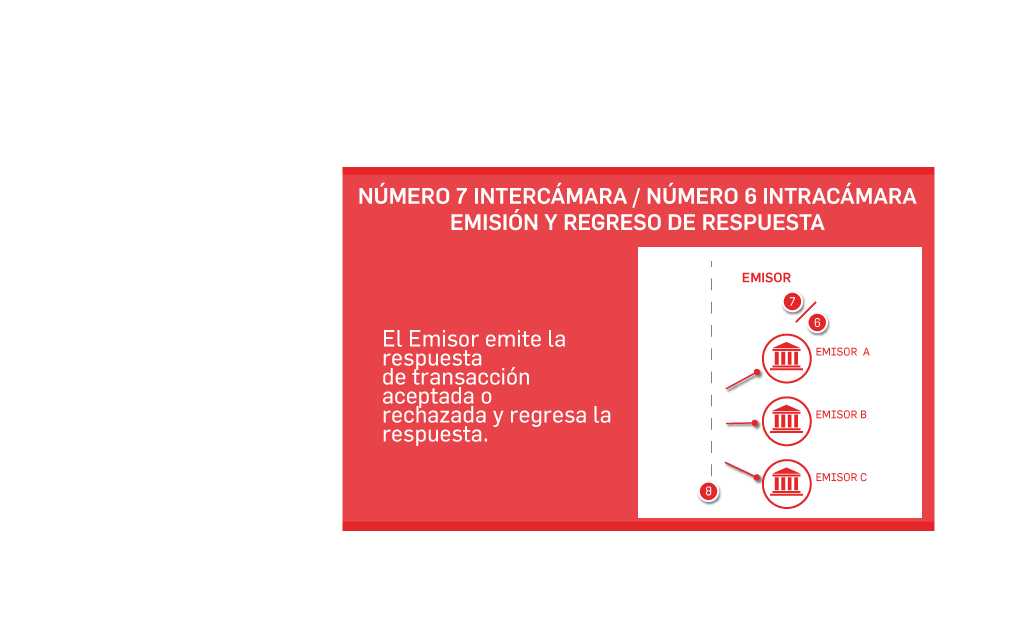 NÚMERO 7 INTERCÁMARA / NÚMERO 6 INTRACÁMARA
EMISIÓN Y REGRESO DE RESPUESTA
El Emisor emite la
respuesta
de transacción
aceptada o
rechazada y regresa la
respuesta.
EMISOR
7
6
EMISOR A
EMISOR B
EMISOR C
8